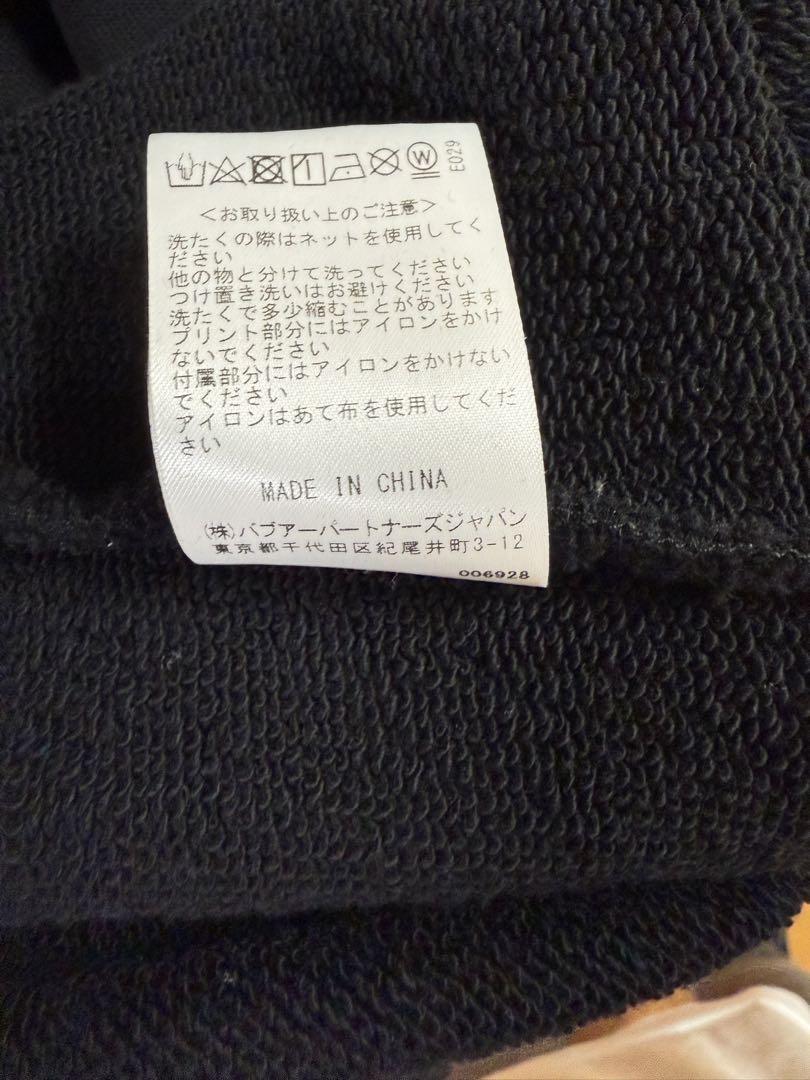 W
E029
<お取り扱い上のご注意>
洗たくの際はネットを使用してく
ださい
他の物と分けて洗ってください
つけ置き洗いはお避けください
洗たくで多少縮むことがあります
プリント部分にはアイロンをかけ
ないでください
付属部分にはアイロンをかけない
でください
アイロンはあて布を使用してくだ
さい
MADE IN CHINA
(株)バブアーパートナーズジャパン
東京都千代田区紀尾井町3-12
006928